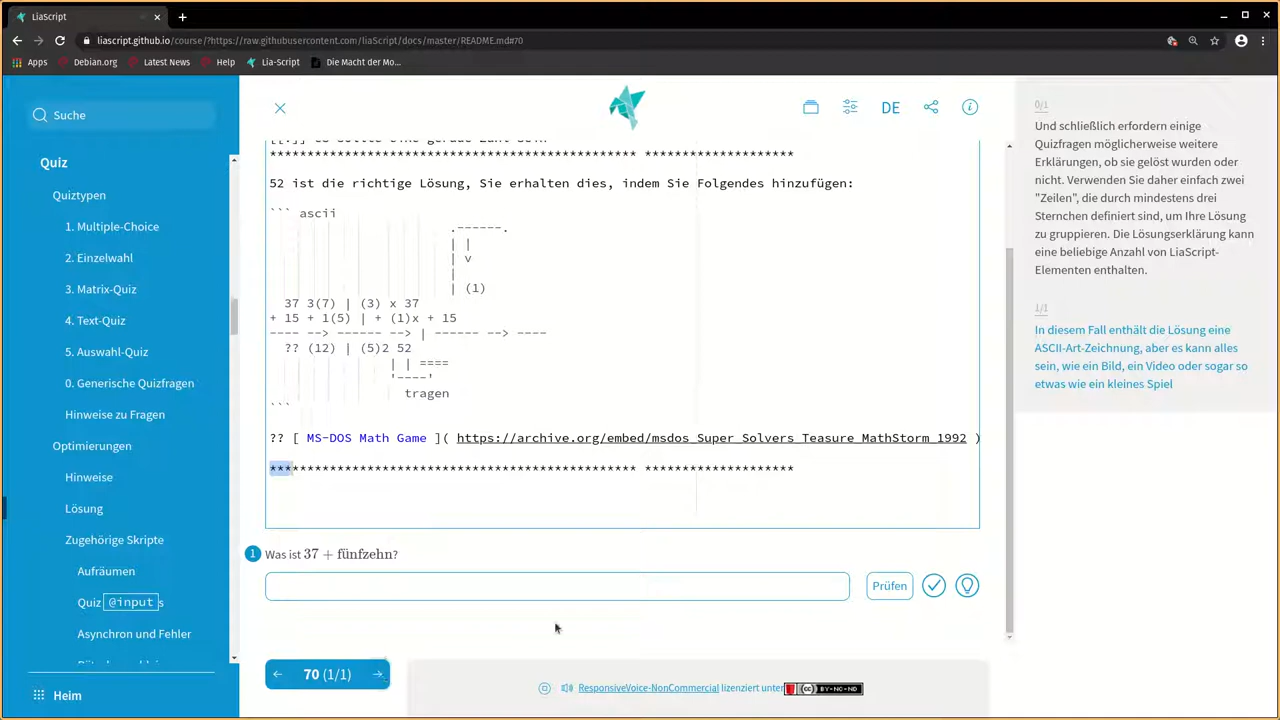 LiaScript
liascript.github.io/course/?https://raw.githubusercontent.com/liaScript/docs/master/README.md#70
Apps
Debian.org
Latest News
Help
Lia-Script
Die Macht der Mo...
Suche
Quiz
Quiztypen
1. Multiple-Choice
2. Einzelwahl
3. Matrix-Quiz
4. Text-Quiz
5. Auswahl-Quiz
0. Generische Quizfragen
Hinweise zu Fragen
Optimierungen
Hinweise
Lösung
Zugehörige Skripte
Aufräumen
Quiz @input s
Asynchron und Fehler
Heim
DE
************************************************* ********************
52 ist die richtige Lösung, Sie erhalten dies, indem Sie Folgendes hinzufügen:
``` ascii
.------.
| |
| v
|
| (1)
37 3(7) | (3) x 37
+ 15 + 1(5) | + (1)x + 15
---- --> ------ --> | ------ --> ----
?? (12) | (5)2 52
| | ====
'----'
tragen
```
?? [ MS-DOS Math Game ]( https://archive.org/embed/msdos_Super_Solvers_Teasure_MathStorm_1992 )
************************************************* ********************
1 Was ist 37 + fünfzehn?
Prüfen
70 (1/1)
ResponsiveVoice-NonCommercial lizenziert unter
CC BY-NC-ND
0/1
Und schließlich erfordern einige
Quizfragen möglicherweise weitere
Erklärungen, ob sie gelöst wurden oder
nicht. Verwenden Sie daher einfach zwei
"Zeilen", die durch mindestens drei
Sternchen definiert sind, um Ihre Lösung
zu gruppieren. Die Lösungserklärung kann
eine beliebige Anzahl von LiaScript-
Elementen enthalten.
1/1
In diesem Fall enthält die Lösung eine
ASCII-Art-Zeichnung, aber es kann alles
sein, wie ein Bild, ein Video oder sogar so
etwas wie ein kleines Spiel